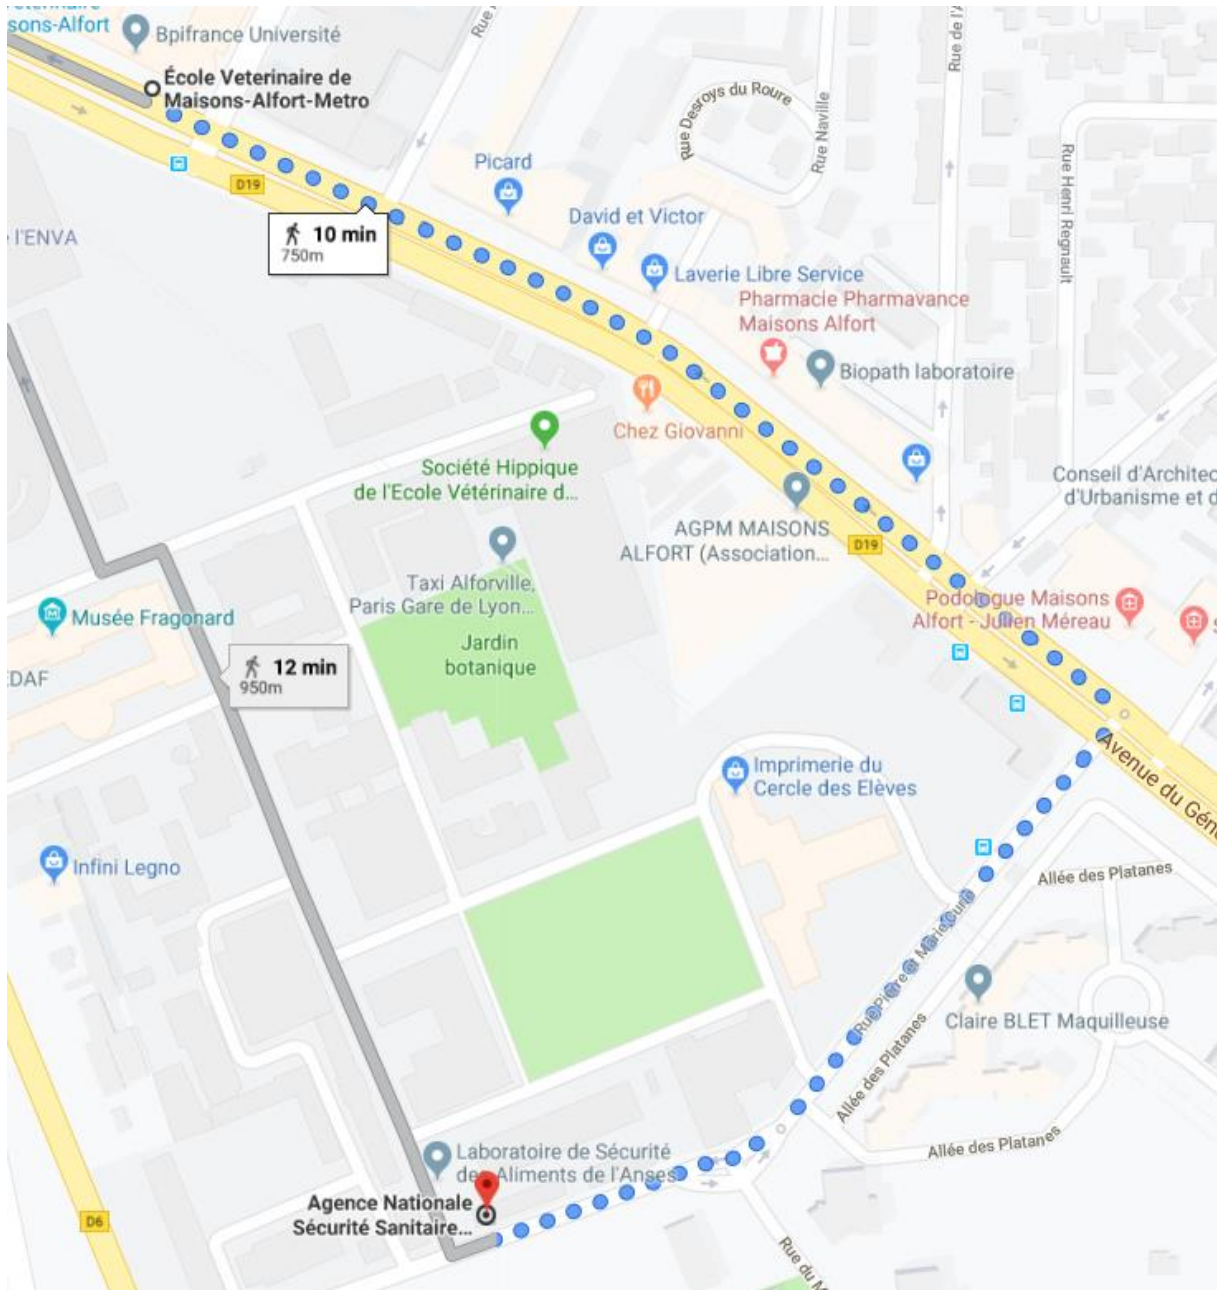 sons-Alfort
Bpifrance Université
École Veterinaire de
Maisons-Alfort-Metro
D19
Picard
10 min
750m
l'ENVA
David et Victor
Laverie Libre Service
Pharmacie Pharmavance
Maisons Alfort
Biopath laboratoire
Rue Desroys du Roure
Rue Naville
Rue de l'A
Rue Henri Regnault
Chez Giovanni
Société Hippique
de l'Ecole Vétérinaire d...
Conseil d'Architec
d'Urbanisme et d
AGPM MAISONS
ALFORT (Association...
D19
Taxi Alforville,
Paris Gare de Lyon...
Jardin
botanique
Podologue Maisons
Alfort - Julien Méreau
Musée Fragonard
12 min
950m
EDAF
Avenue du Géné
Imprimerie du
Cercle des Elèves
Infini Legno
Allée des Platanes
Rue Pierre et Marie Curie
Claire BLET Maquilleuse
Allée des Platanes
Allée des Platanes
Laboratoire de Sécurité
des Aliments de l'Anses
Agence Nationale
Sécurité Sanitaire...
D6
Rue du M